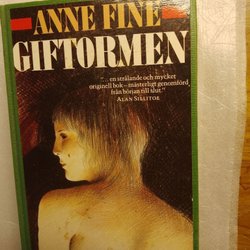 ANNE FINE
GIFTORMEN
"... en strålande och mycket
originell bok – mästerligt genomförd
från början till slut."
ALAN SILLITOE